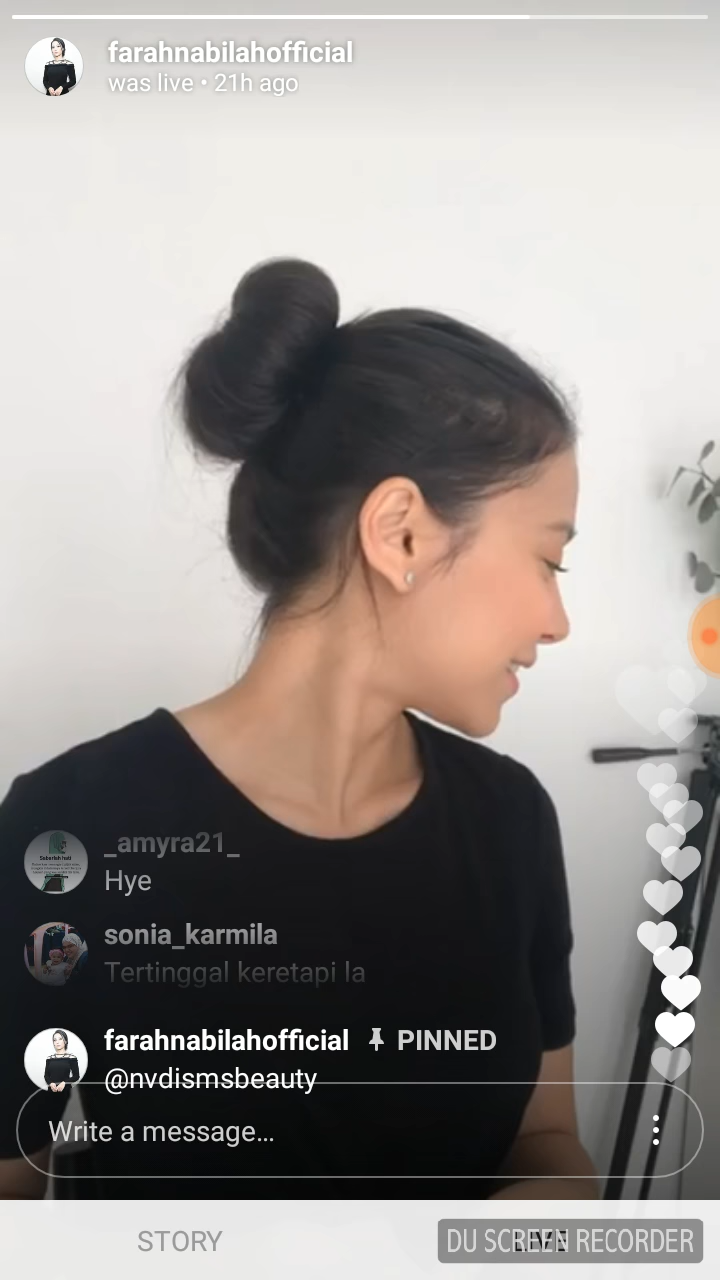 farahnabilahofficial
was live • 21h ago
_amyra21_
Hye
sonia_karmila
Tertinggal keretapi la
farahnabilahofficial PINNED
@nvdismsbeauty
Write a message...
STORY
LIVE
DU SCREEN RECORDER